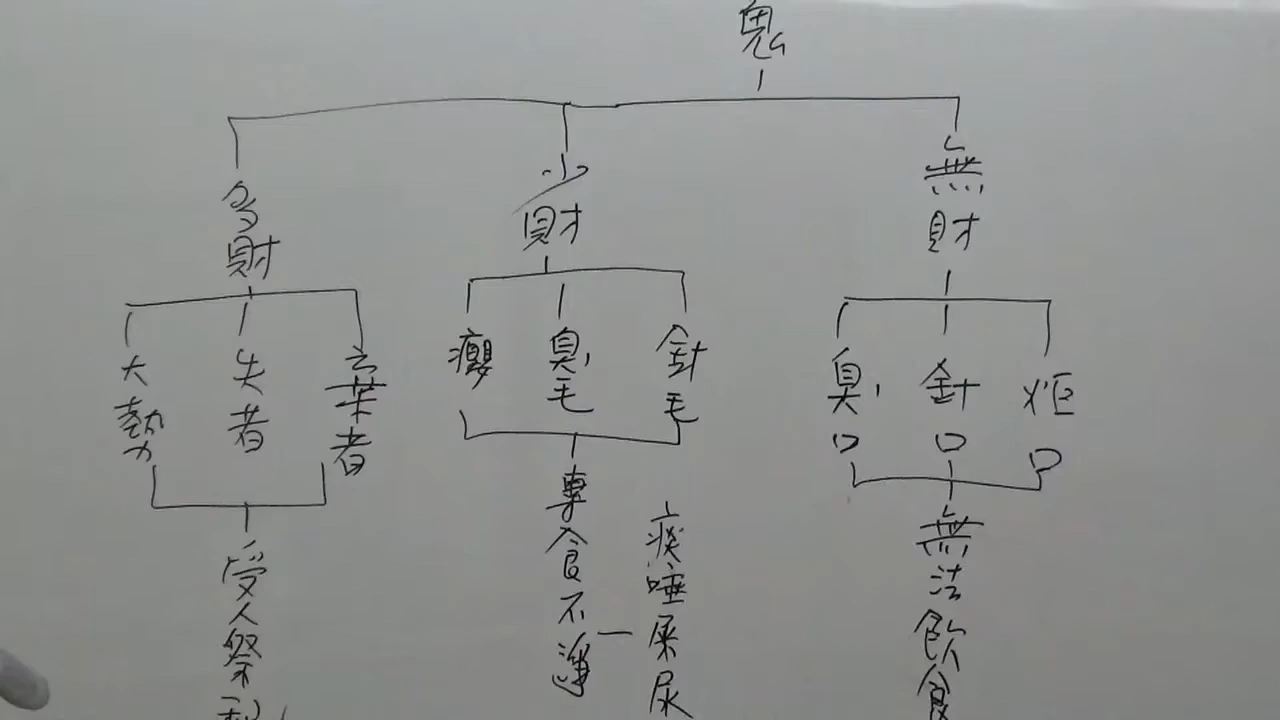 鬼
無財
少財
多財
炬口
針口
臭口
針毛
臭毛
癭
棄者
失者
大勢
無法飲食
專食不淨
痰唾屎尿
受人祭祀